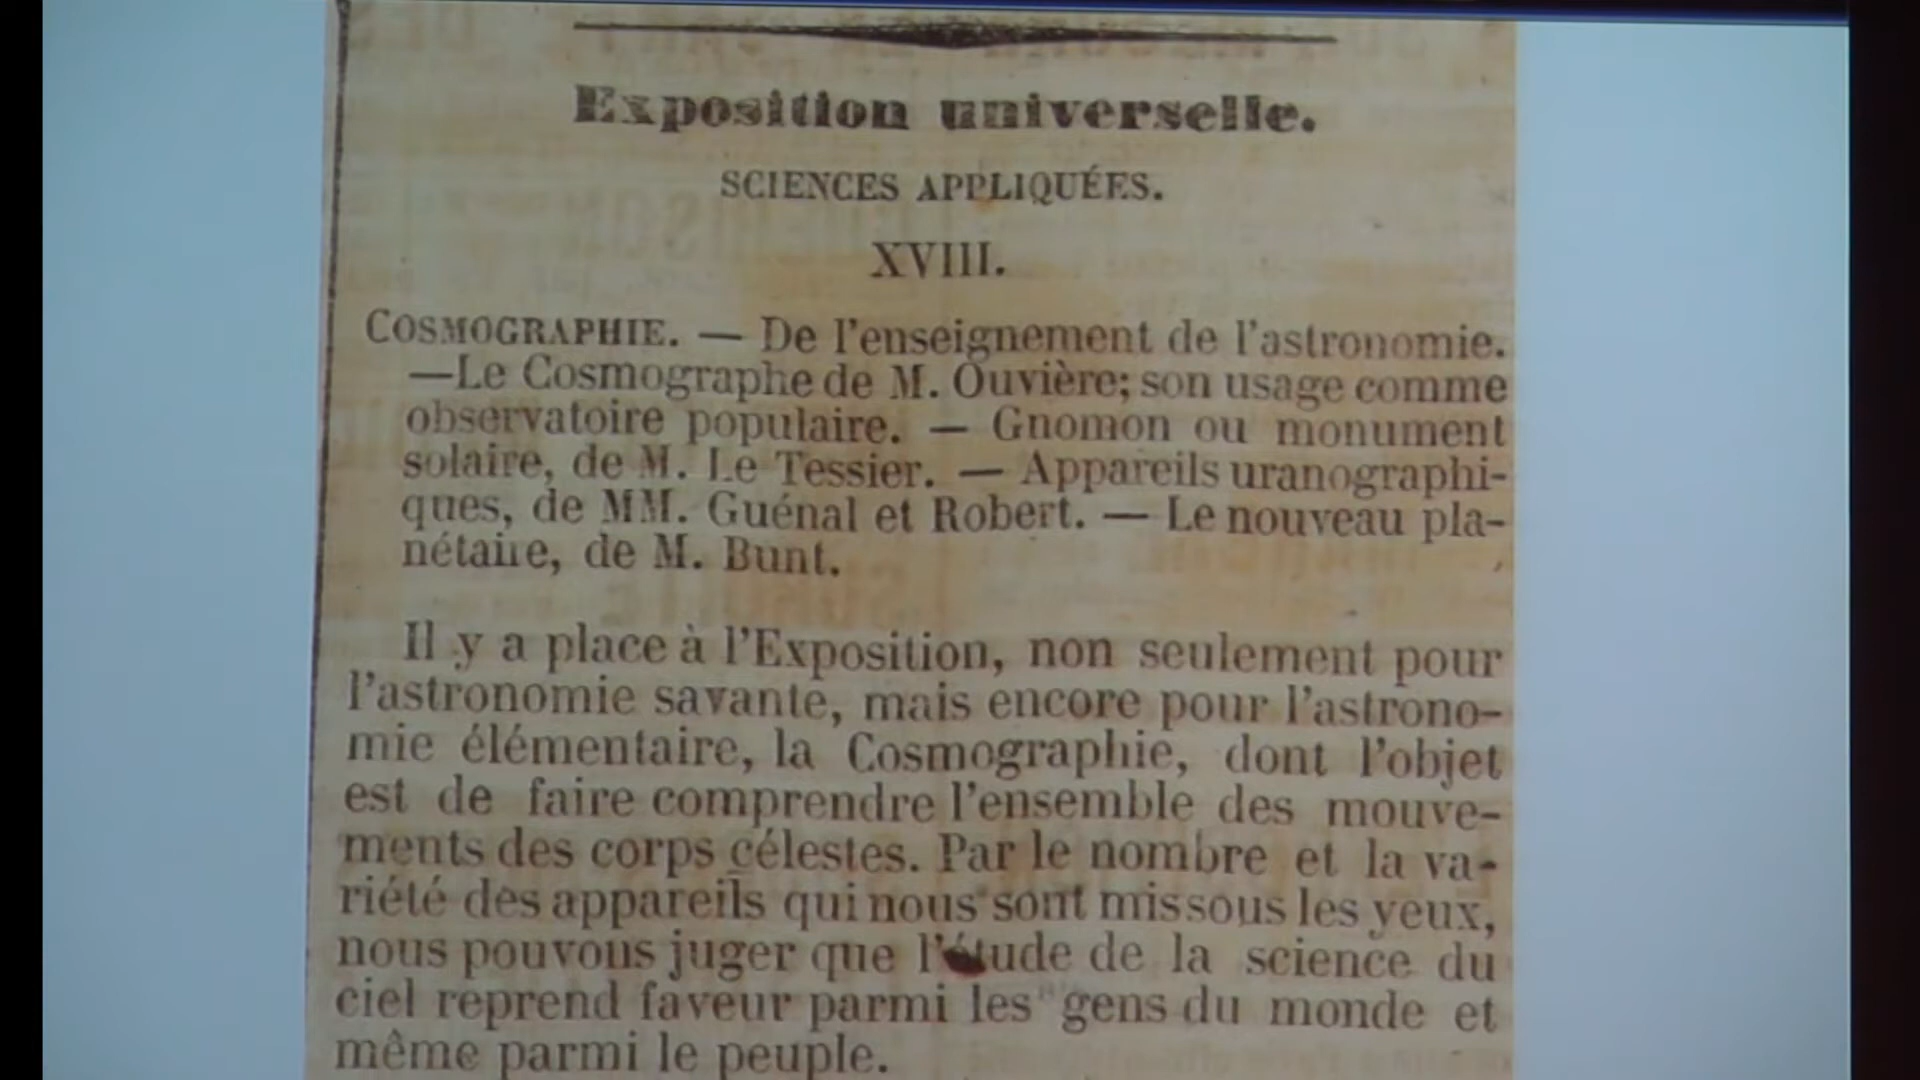 Exposition universelle.
SCIENCES APPLIQUÉES.
XVIII.
COSMOGRAPHIE. — De l'enseignement de l'astronomie.
—Le Cosmographe de M. Ouvière; son usage comme
observatoire populaire. — Gnomon ou monument
solaire, de M. Le Tessier. — Appareils uranographi-
ques, de MM. Guénal et Robert. — Le nouveau pla-
nétaire, de M. Bunt.
Il y a place à l'Exposition, non seulement pour
l'astronomie savante, mais encore pour l'astrono-
mie élémentaire, la Cosmographie, dont l'objet
est de faire comprendre l'ensemble des mouve-
ments des corps célestes. Par le nombre et la va-
riété des appareils qui nous sont mis sous les yeux,
nous pouvons juger que l'étude de la science du
ciel reprend faveur parmi les gens du monde et
même parmi le peuple.